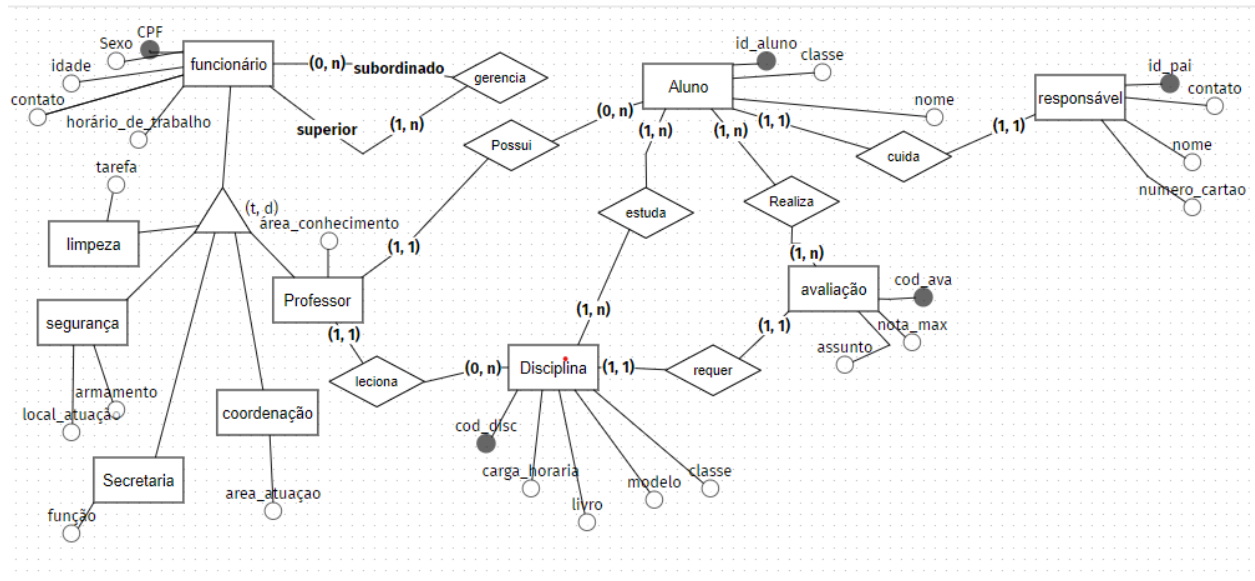 CPF
Sexo
idade
contato
horário_de_trabalho
funcionário
(0, n)
subordinado
gerencia
superior
(1, n)
id_aluno
classe
Aluno
nome
(0, n)
(1, n)
(1, n)
(1, 1)
cuida
(1, 1)
id_pai
responsável
contato
nome
numero_cartao
Possui
(1, 1)
estuda
(1, n)
Realiza
(1, n)
tarefa
limpeza
(t, d)
área_conhecimento
Professor
(1, 1)
leciona
(0, n)
segurança
armamento
local_atuação
coordenação
area_atuaçao
Secretaria
função
avaliação
cod_ava
nota_max
assunto
(1, 1)
requer
(1, 1)
Disciplina
cod_disc
carga_horaria
livro
modelo
classe